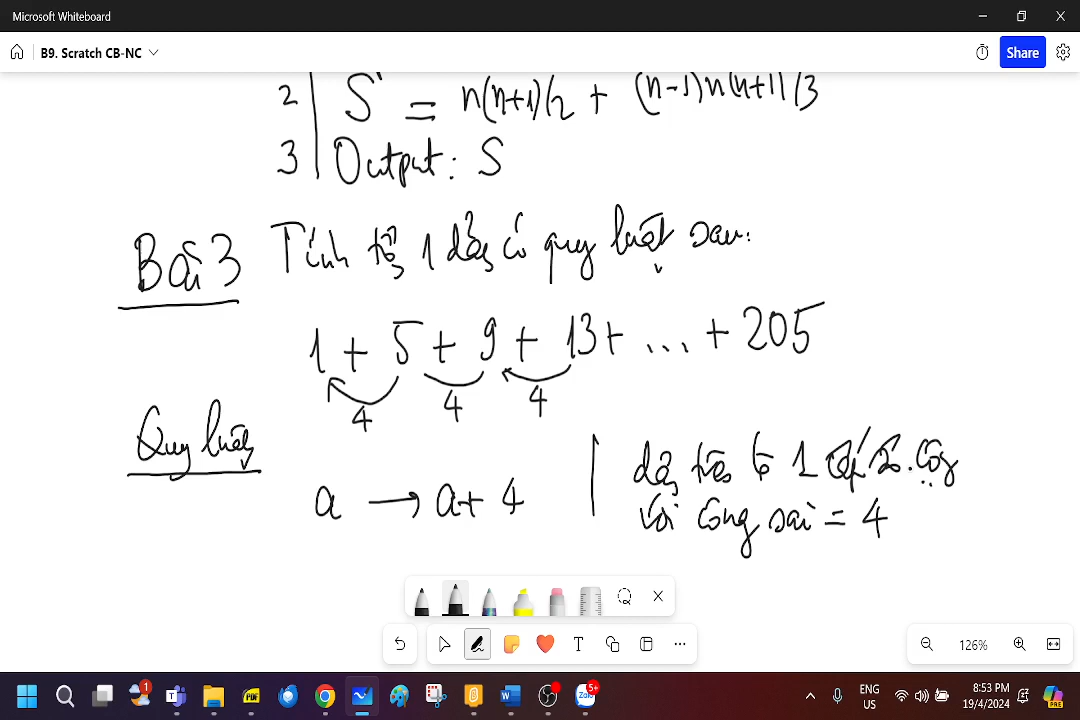 Microsoft Whiteboard
B9. Scratch CB-NC
Share
2 | S = n(n+1)/2 + (n-1)n(n+1)/3
3 | Output: S
Bài 3 Tính tổng 1 dãy có quy luật sau:
1 + 5 + 9 + 13 + ... + 205
4 4 4
Quy luật
a → a + 4
dãy trên là 1 cấp số cộng
với công sai = 4
126%
1
5+
ENG
US
8:53 PM
19/4/2024